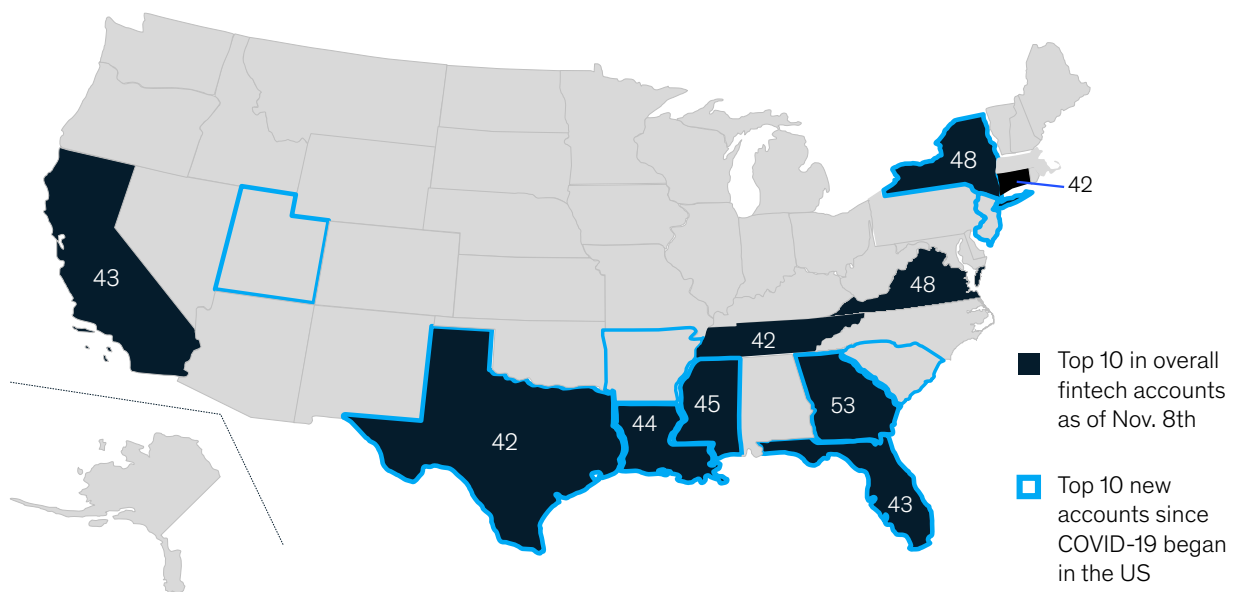 48
42
43
48
42
53
45
44
42
43
Top 10 in overall
fintech accounts
as of Nov. 8th
Top 10 new
accounts since
COVID-19 began
in the US